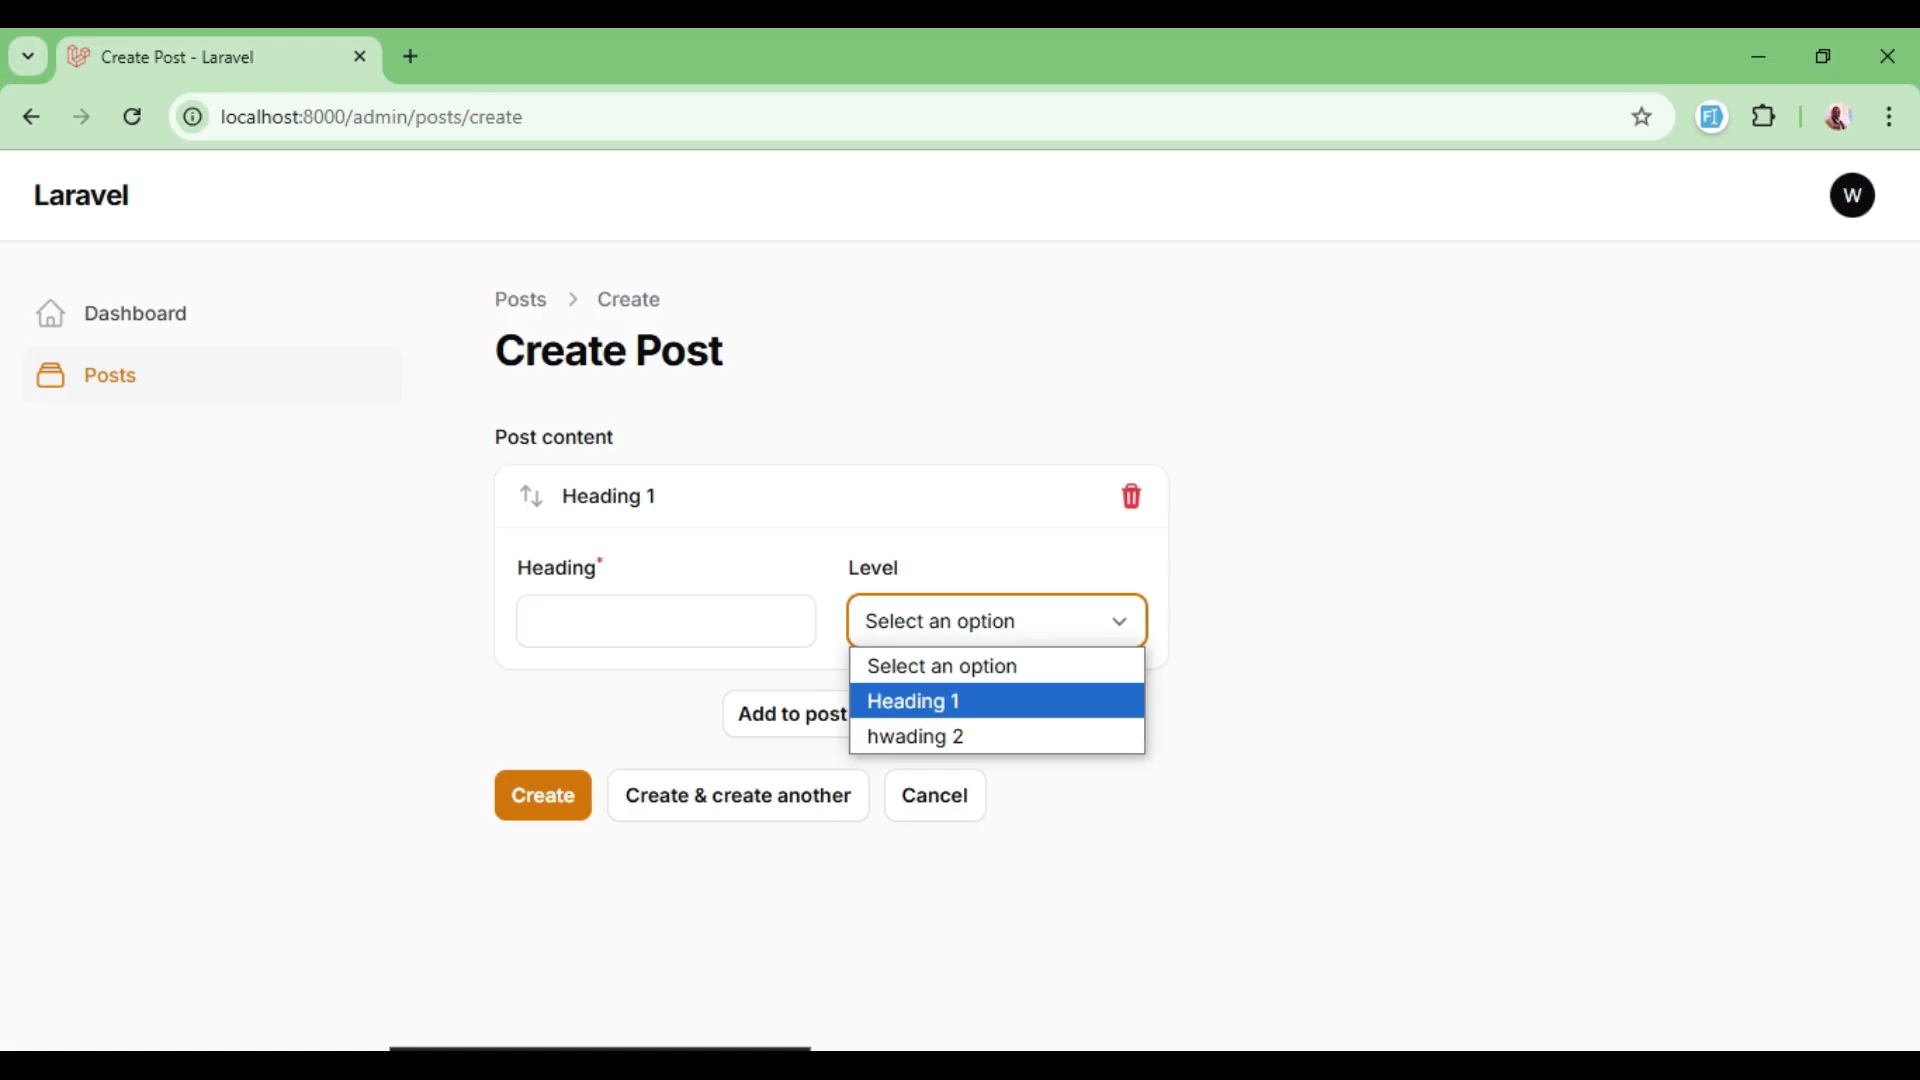 Create Post - Laravel
localhost:8000/admin/posts/create
FI
Laravel
W
Dashboard
Posts
Posts > Create
Create Post
Post content
Heading 1
Heading* Level
Select an option
Select an option
Heading 1
hwading 2
Add to post
Create Create & create another Cancel